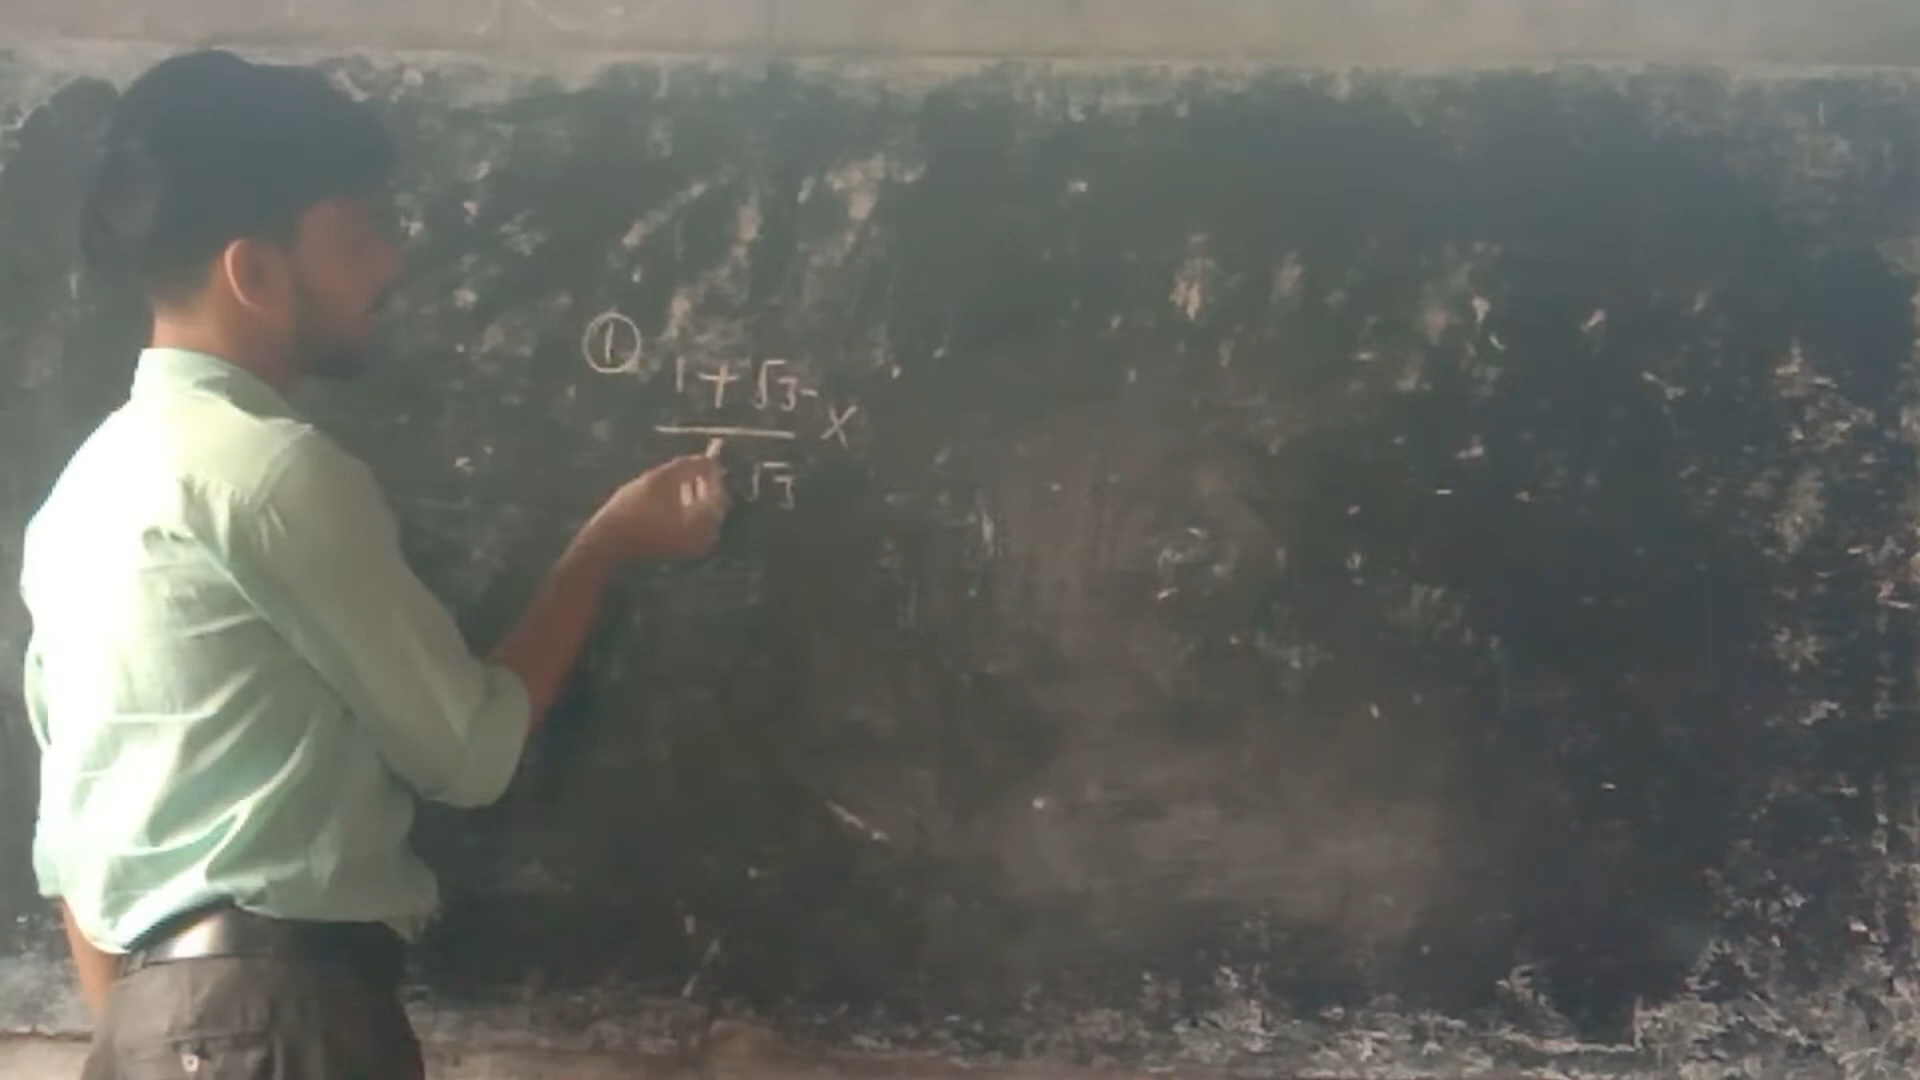 ①
1 + √3 ×
√3